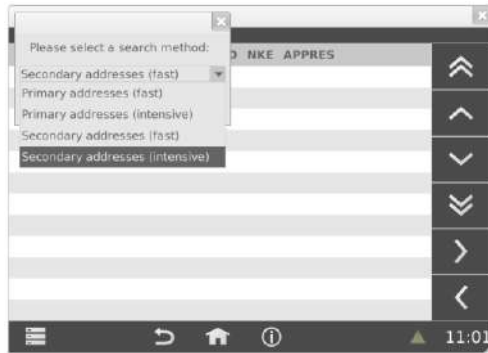 Please select a search method:
D NKE APPRES
Secondary addresses (fast)
Primary addresses (fast)
Primary addresses (intensive)
Secondary addresses (fast)
Secondary addresses (intensive)
11:01